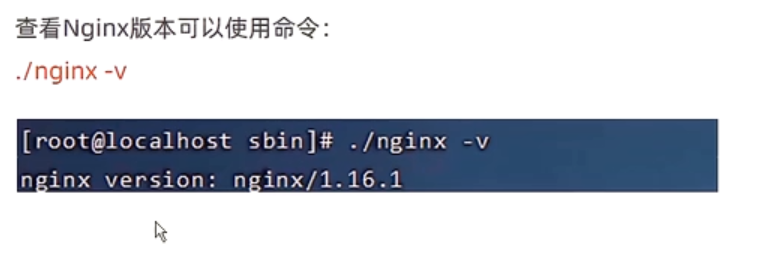 查看Nginx版本可以使用命令：
./nginx -v
[root@localhost sbin]# ./nginx -v
nginx version: nginx/1.16.1